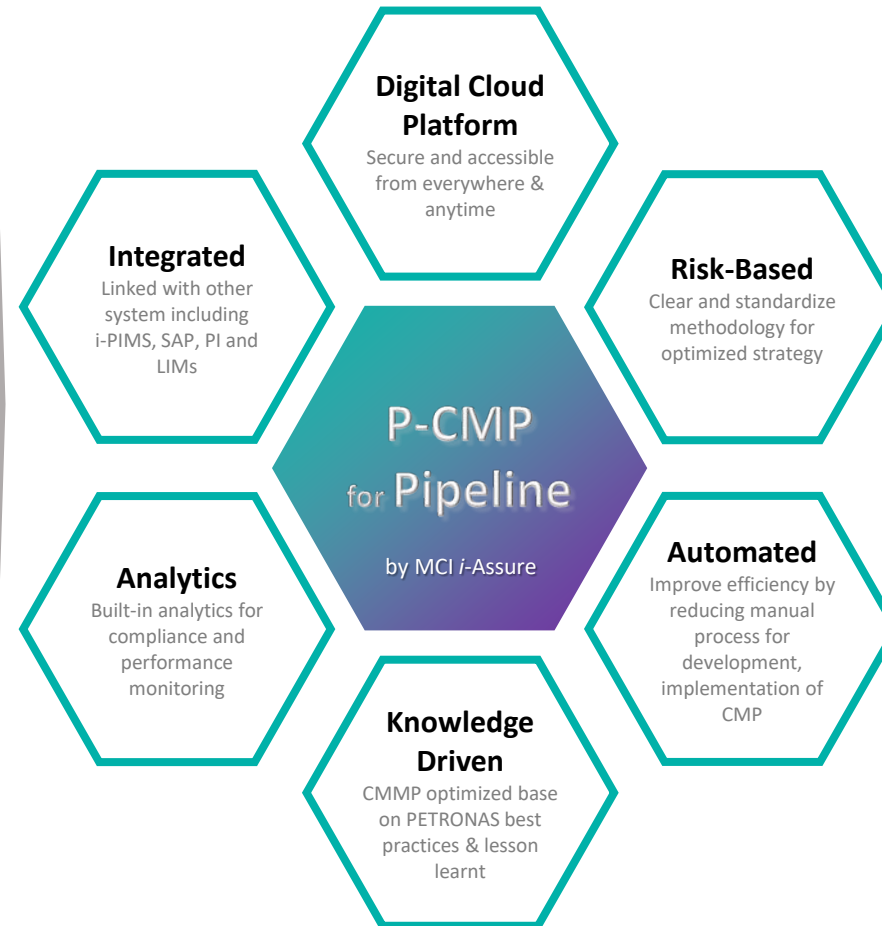 Digital Cloud
Platform
Secure and accessible
from everywhere &
anytime
Integrated
Linked with other
system including
i-PIMS, SAP, PI and
LIMs
Risk-Based
Clear and standardize
methodology for
optimized strategy
P-CMP
for Pipeline
by MCI i-Assure
Analytics
Built-in analytics for
compliance and
performance
monitoring
Automated
Improve efficiency by
reducing manual
process for
development,
implementation of
CMP
Knowledge
Driven
CMMP optimized base
on PETRONAS best
practices & lesson
learnt